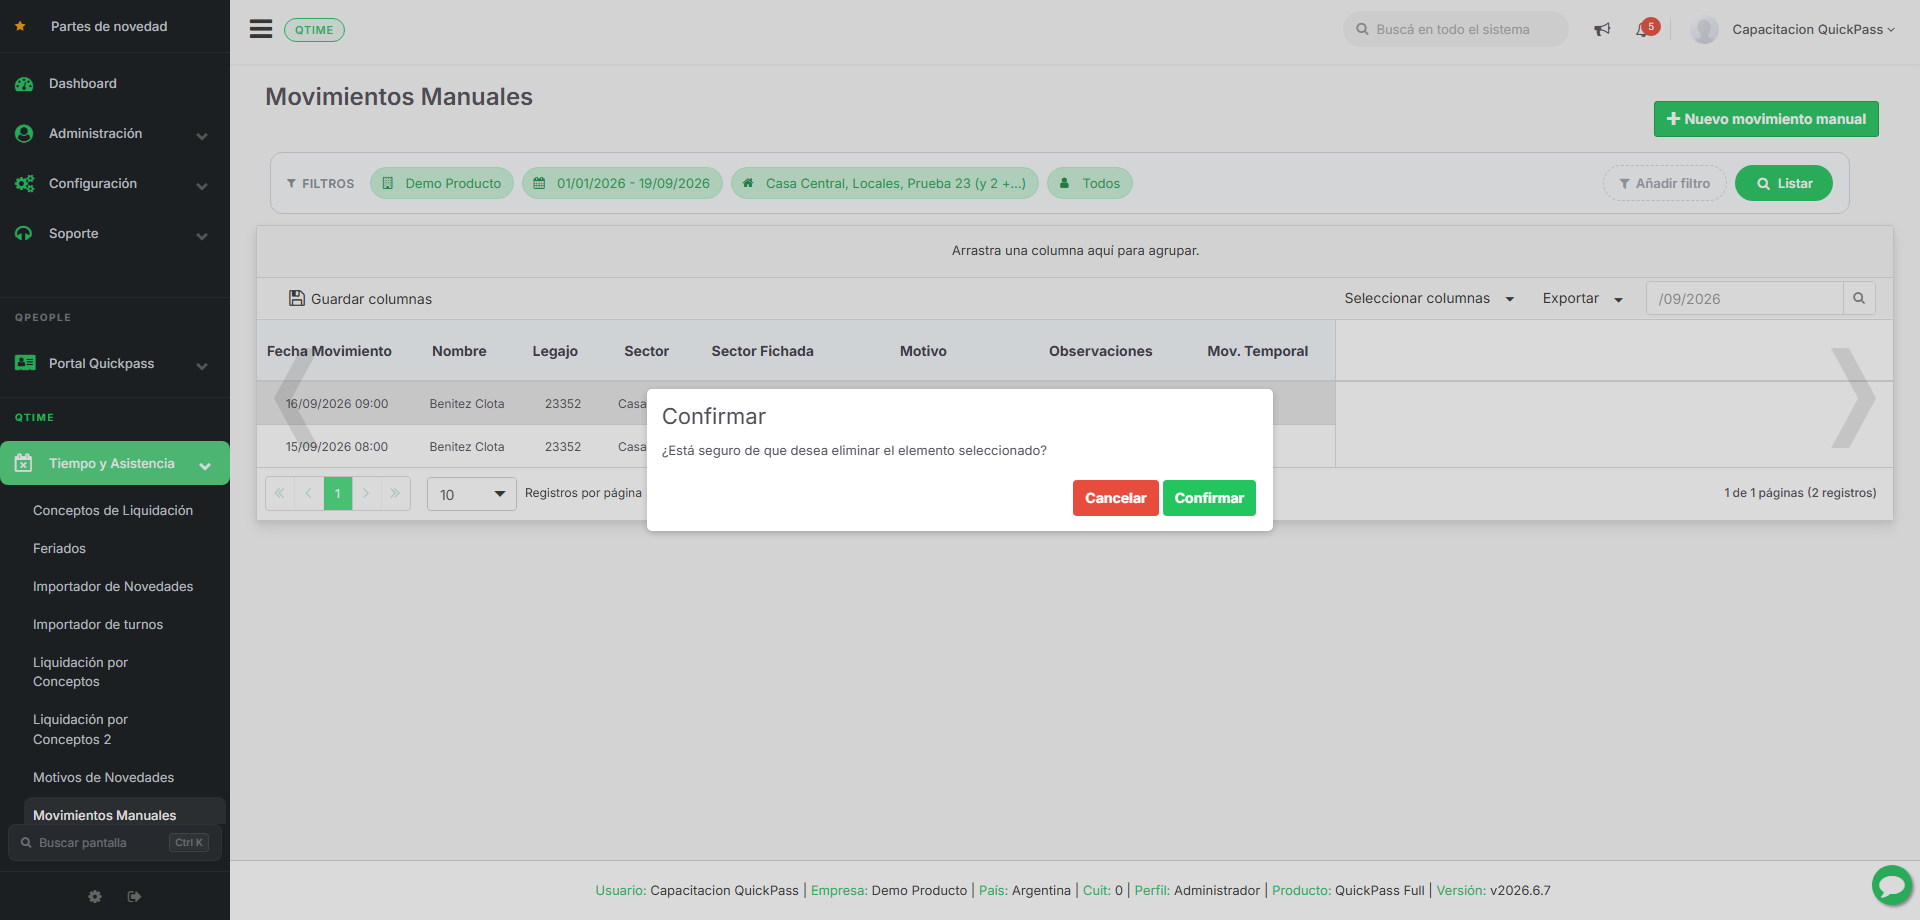 Partes de novedad
Dashboard
Administración
Configuración
Soporte
QPEOPLE
Portal Quickpass
QTIME
Tiempo y Asistencia
Conceptos de Liquidación
Feriados
Importador de Novedades
Importador de turnos
Liquidación por
Conceptos
Liquidación por
Conceptos 2
Motivos de Novedades
Movimientos Manuales
Buscar pantalla Ctrl K
QTIME
Buscá en todo el sistema
5
Capacitacion QuickPass
Movimientos Manuales
Nuevo movimiento manual
FILTROS
Demo Producto
01/01/2026 - 19/09/2026
Casa Central, Locales, Prueba 23 (y 2 +...)
Todos
Añadir filtro
Listar
Arrastra una columna aquí para agrupar.
Guardar columnas
Seleccionar columnas
Exportar
/09/2026
Fecha Movimiento Nombre Legajo Sector Sector Fichada Motivo Observaciones Mov. Temporal
16/09/2026 09:00 Benitez Clota 23352 Casa
15/09/2026 08:00 Benitez Clota 23352 Casa
1
10
Registros por página
1 de 1 páginas (2 registros)
Confirmar
¿Está seguro de que desea eliminar el elemento seleccionado?
Cancelar Confirmar
Usuario: Capacitacion QuickPass | Empresa: Demo Producto | País: Argentina | Cuit: 0 | Perfil: Administrador | Producto: QuickPass Full | Versión: v2026.6.7